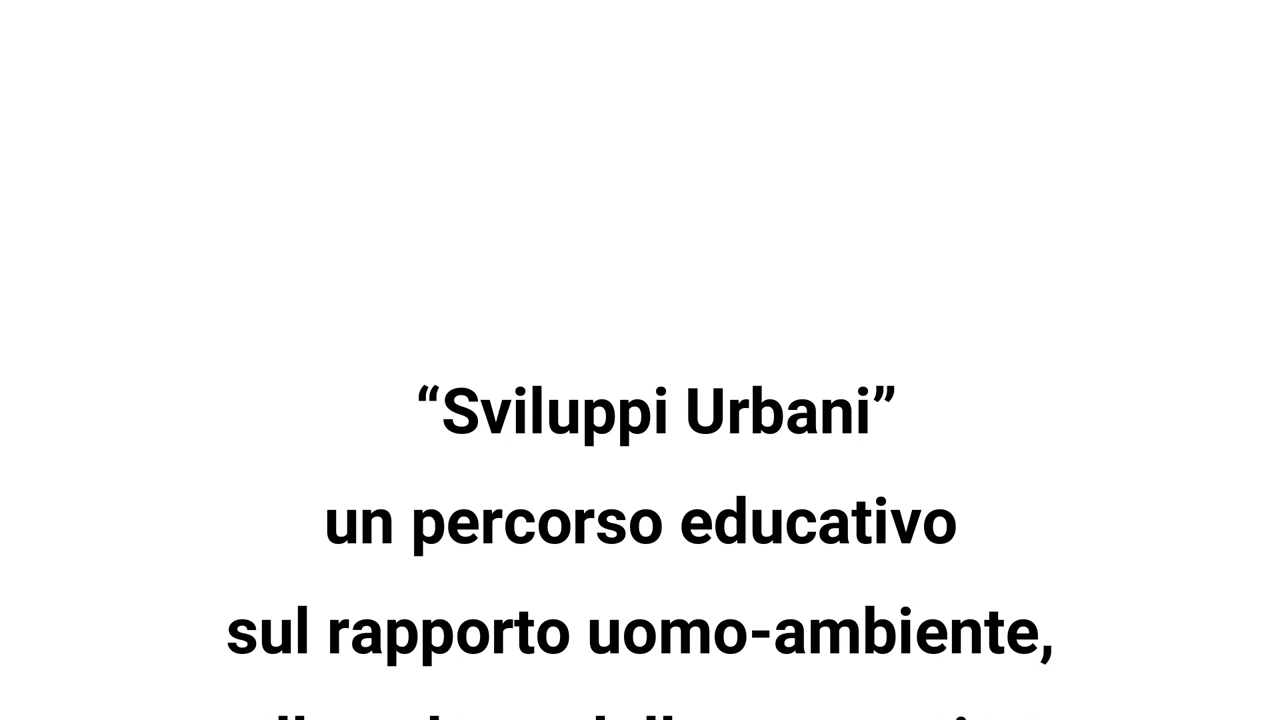 “Sviluppi Urbani”
un percorso educativo
sul rapporto uomo-ambiente,